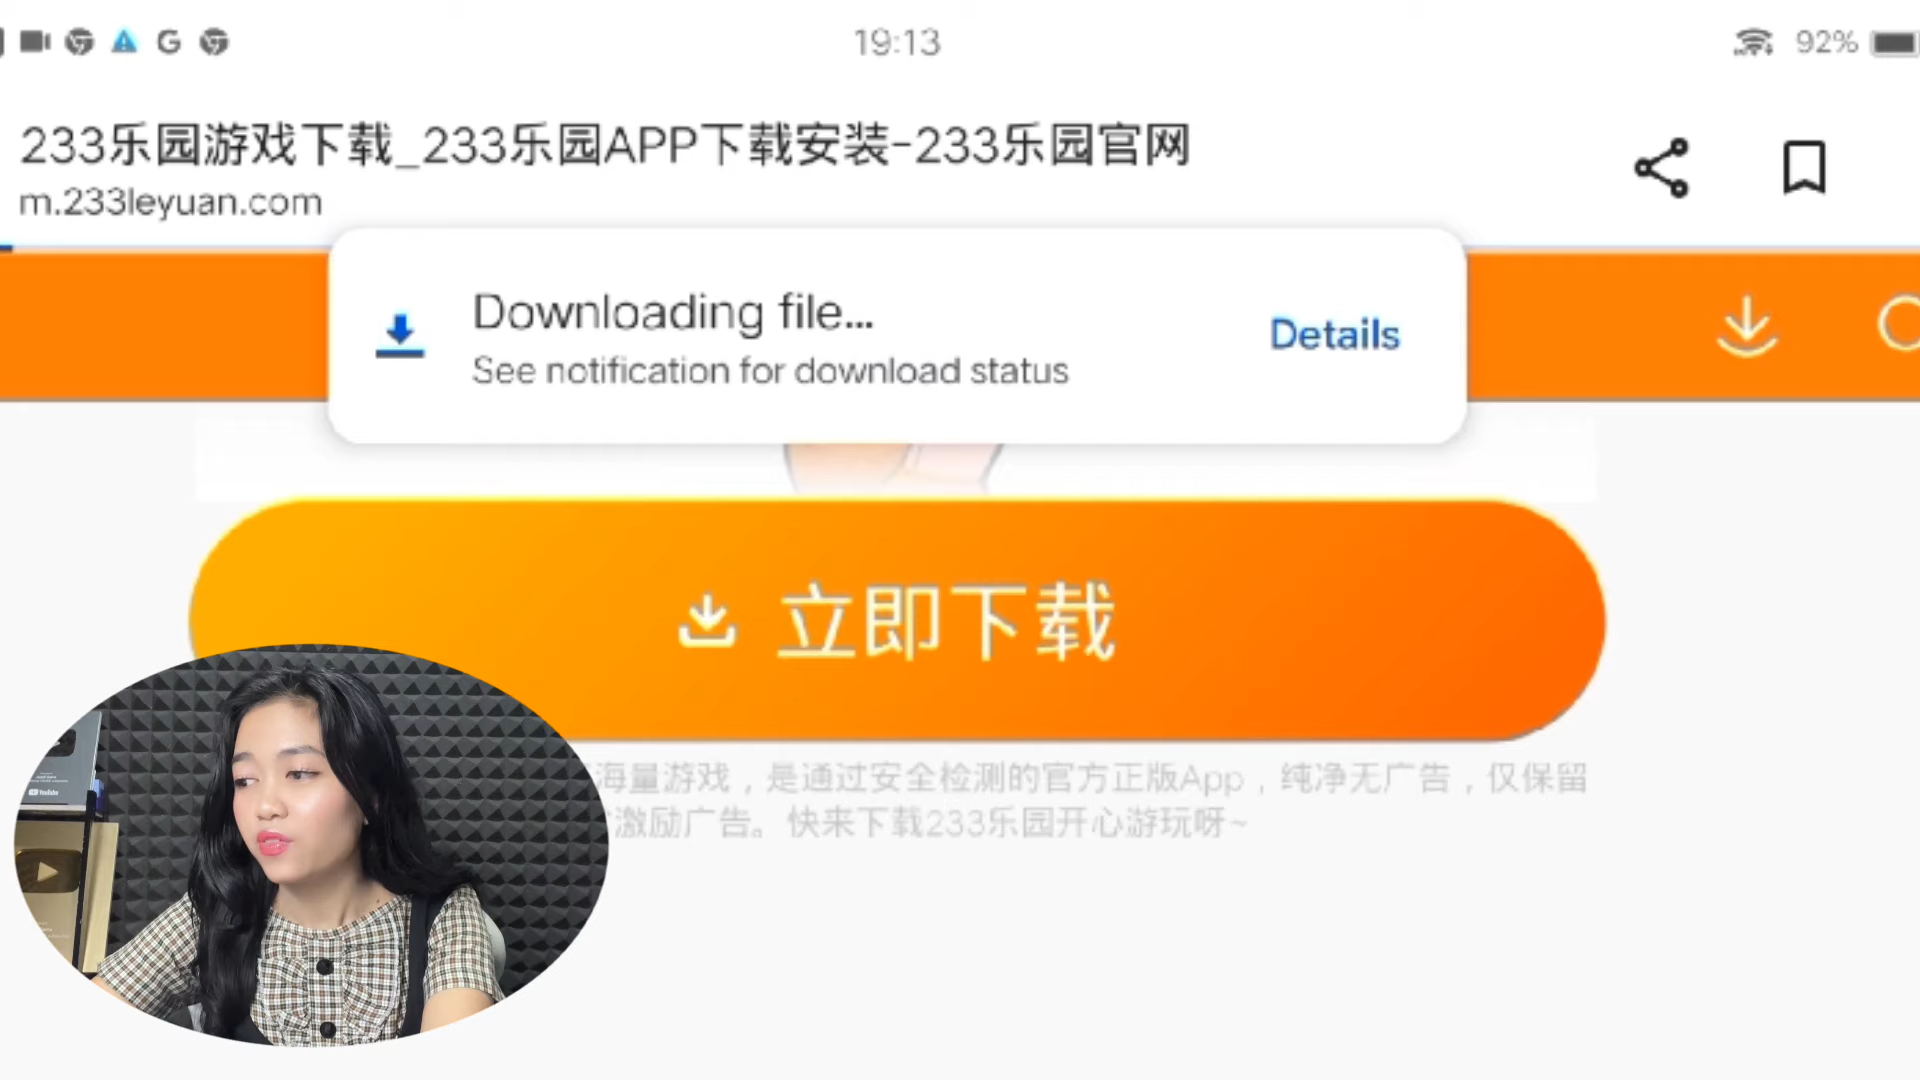 19:13
92%
233乐园游戏下载_233乐园APP下载安装-233乐园官网
m.233leyuan.com
Downloading file...
See notification for download status
Details
立即下载
海量游戏，是通过安全检测的官方正版App，纯净无广告，仅保留
激励广告。快来下载233乐园开心游玩呀~
YouTube